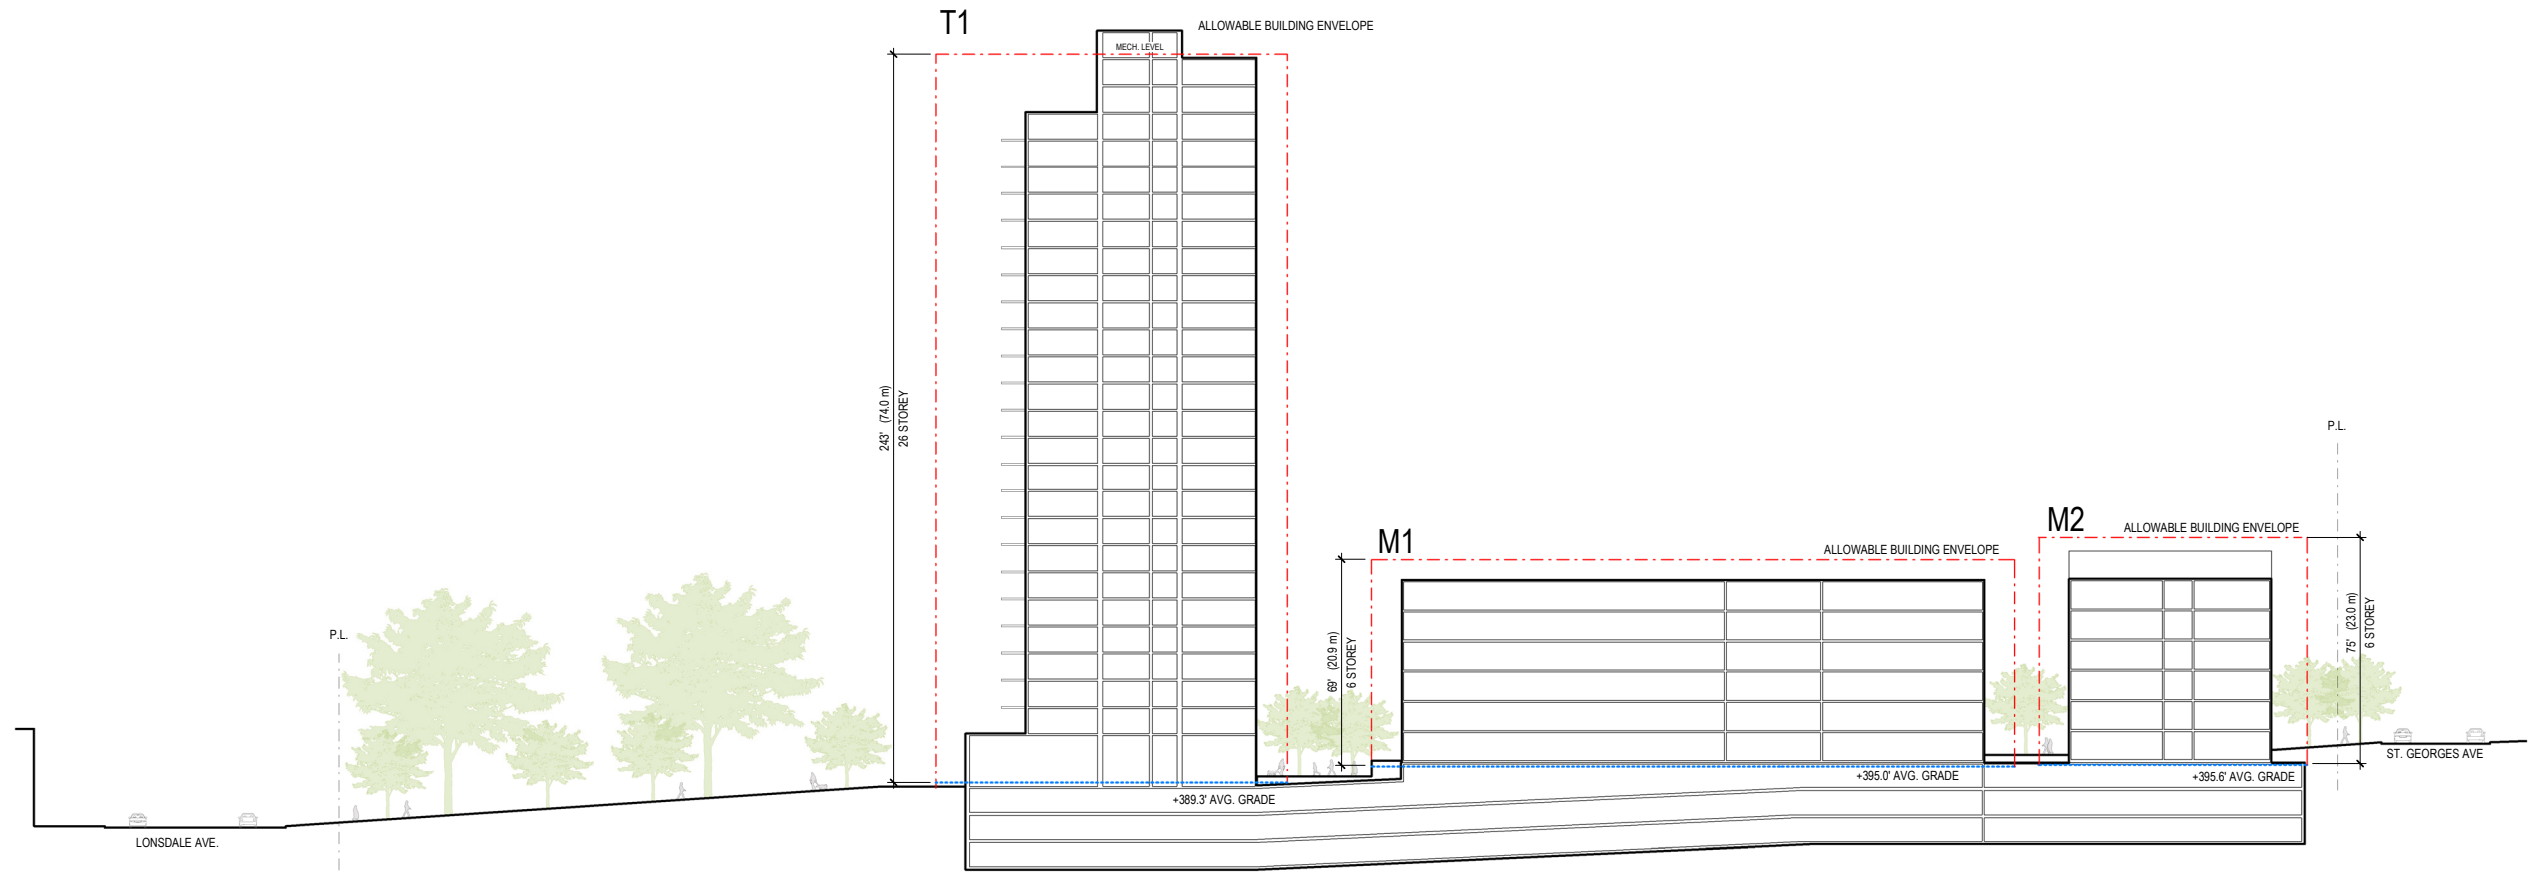 T1
ALLOWABLE BUILDING ENVELOPE
MECH. LEVEL
243' (74.0 m)
26 STOREY
P.L.
M2
ALLOWABLE BUILDING ENVELOPE
M1
ALLOWABLE BUILDING ENVELOPE
75' (23.0 m)
6 STOREY
P.L.
69' (20.9 m)
6 STOREY
ST. GEORGES AVE
+395.0' AVG. GRADE
+395.6' AVG. GRADE
+389.3' AVG. GRADE
LONSDALE AVE.